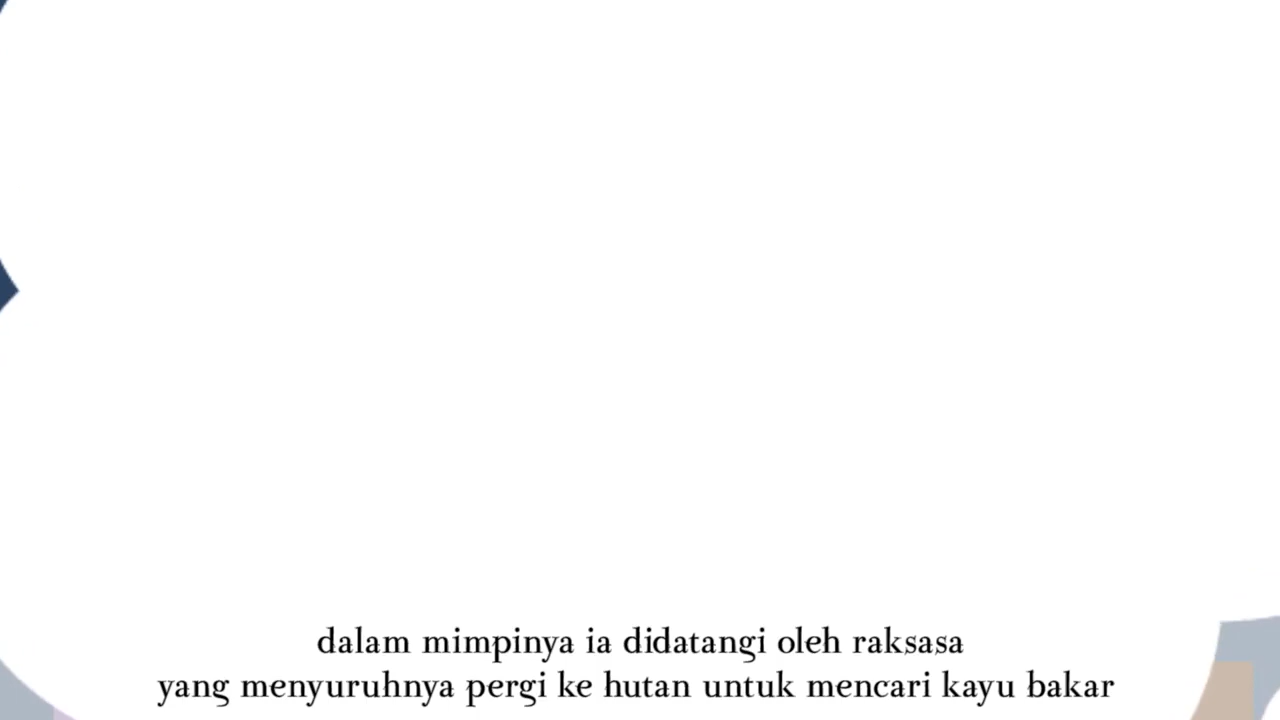 dalam mimpinya ia didatangi oleh raksasa
yang menyuruhnya pergi ke hutan untuk mencari kayu bakar